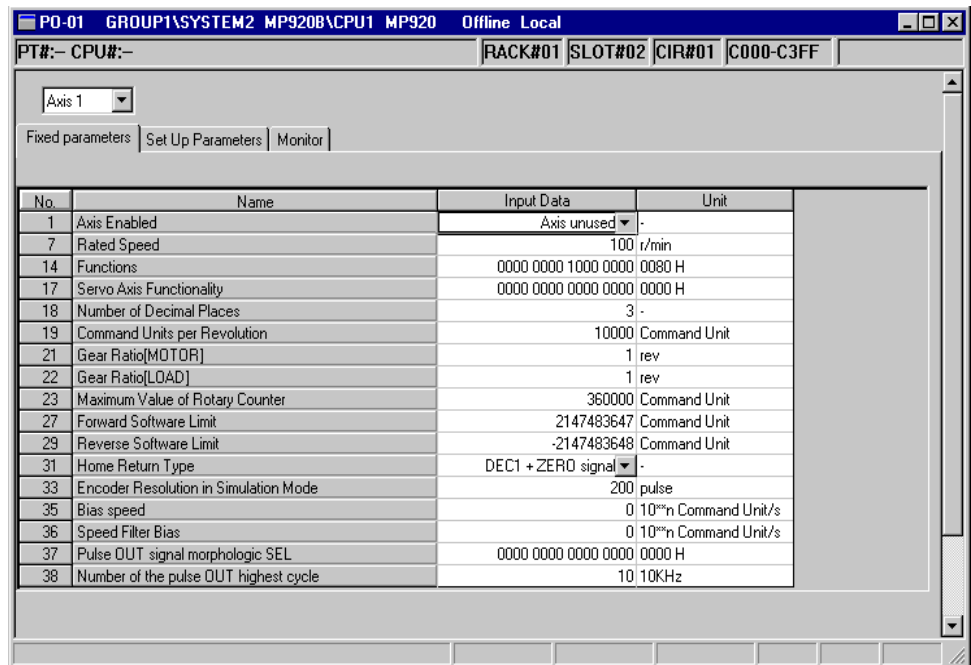 PO-01 GROUP1\SYSTEM2 MP920B\CPU1 MP920 Offline Local
PT#:– CPU#:– RACK#01 SLOT#02 CIR#01 C000-C3FF
Axis 1
Fixed parameters Set Up Parameters Monitor
No. Name Input Data Unit
1 Axis Enabled Axis unused -
7 Rated Speed 100 r/min
14 Functions 0000 0000 1000 0000 0080 H
17 Servo Axis Functionality 0000 0000 0000 0000 0000 H
18 Number of Decimal Places 3 -
19 Command Units per Revolution 10000 Command Unit
21 Gear Ratio[MOTOR] 1 rev
22 Gear Ratio[LOAD] 1 rev
23 Maximum Value of Rotary Counter 360000 Command Unit
27 Forward Software Limit 2147483647 Command Unit
29 Reverse Software Limit -2147483648 Command Unit
31 Home Return Type DEC1 + ZERO signal -
33 Encoder Resolution in Simulation Mode 200 pulse
35 Bias speed 0 10**n Command Unit/s
36 Speed Filter Bias 0 10**n Command Unit/s
37 Pulse OUT signal morphologic SEL 0000 0000 0000 0000 0000 H
38 Number of the pulse OUT highest cycle 10 10KHz